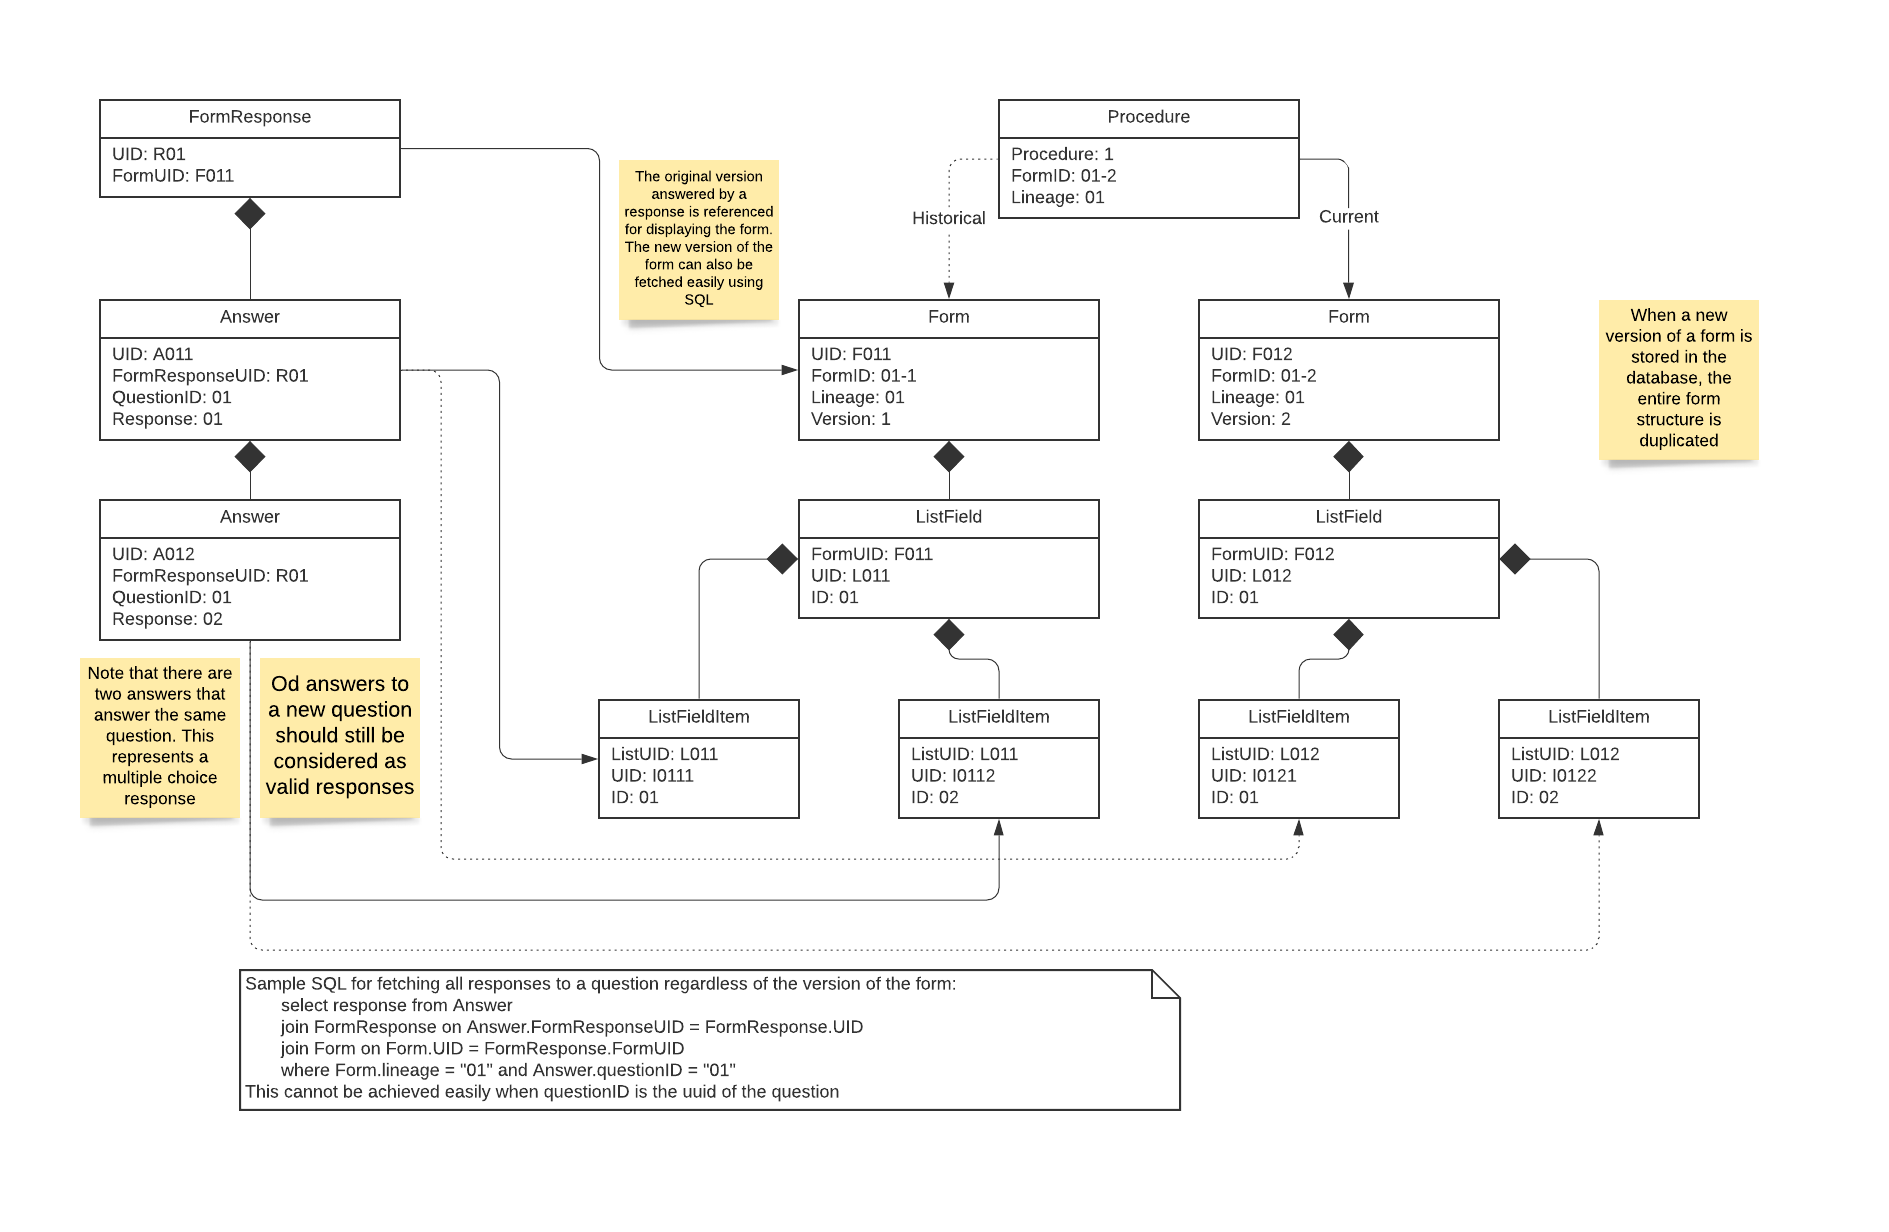 FormResponse
UID: R01
FormUID: F011
Procedure
Procedure: 1
FormID: 01-2
Lineage: 01
The original version
answered by a
response is referenced
for displaying the form.
The new version of the
form can also be
fetched easily using
SQL
Historical
Current
Answer
UID: A011
FormResponseUID: R01
QuestionID: 01
Response: 01
Form
UID: F011
FormID: 01-1
Lineage: 01
Version: 1
Form
UID: F012
FormID: 01-2
Lineage: 01
Version: 2
When a new
version of a form is
stored in the
database, the
entire form
structure is
duplicated
Answer
UID: A012
FormResponseUID: R01
QuestionID: 01
Response: 02
ListField
FormUID: F011
UID: L011
ID: 01
ListField
FormUID: F012
UID: L012
ID: 01
Note that there are
two answers that
answer the same
question. This
represents a
multiple choice
response
Od answers to
a new question
should still be
considered as
valid responses
ListFieldItem
ListUID: L011
UID: I0111
ID: 01
ListFieldItem
ListUID: L011
UID: I0112
ID: 02
ListFieldItem
ListUID: L012
UID: I0121
ID: 01
ListFieldItem
ListUID: L012
UID: I0122
ID: 02
Sample SQL for fetching all responses to a question regardless of the version of the form:
select response from Answer
join FormResponse on Answer.FormResponseUID = FormResponse.UID
join Form on Form.UID = FormResponse.FormUID
where Form.lineage = "01" and Answer.questionID = "01"
This cannot be achieved easily when questionID is the uuid of the question